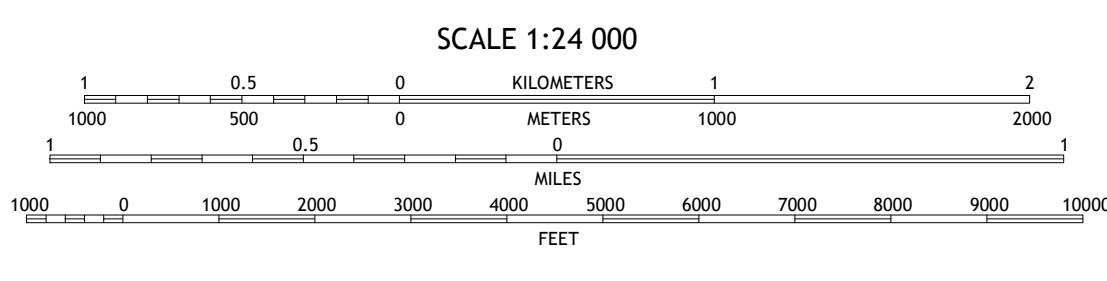 SCALE 1:24 000
1 0.5 0 KILOMETERS 1 2
1000 500 0 METERS 1000 2000
1 0.5 0 1
MILES
1000 0 1000 2000 3000 4000 5000 6000 7000 8000 9000 10000
FEET